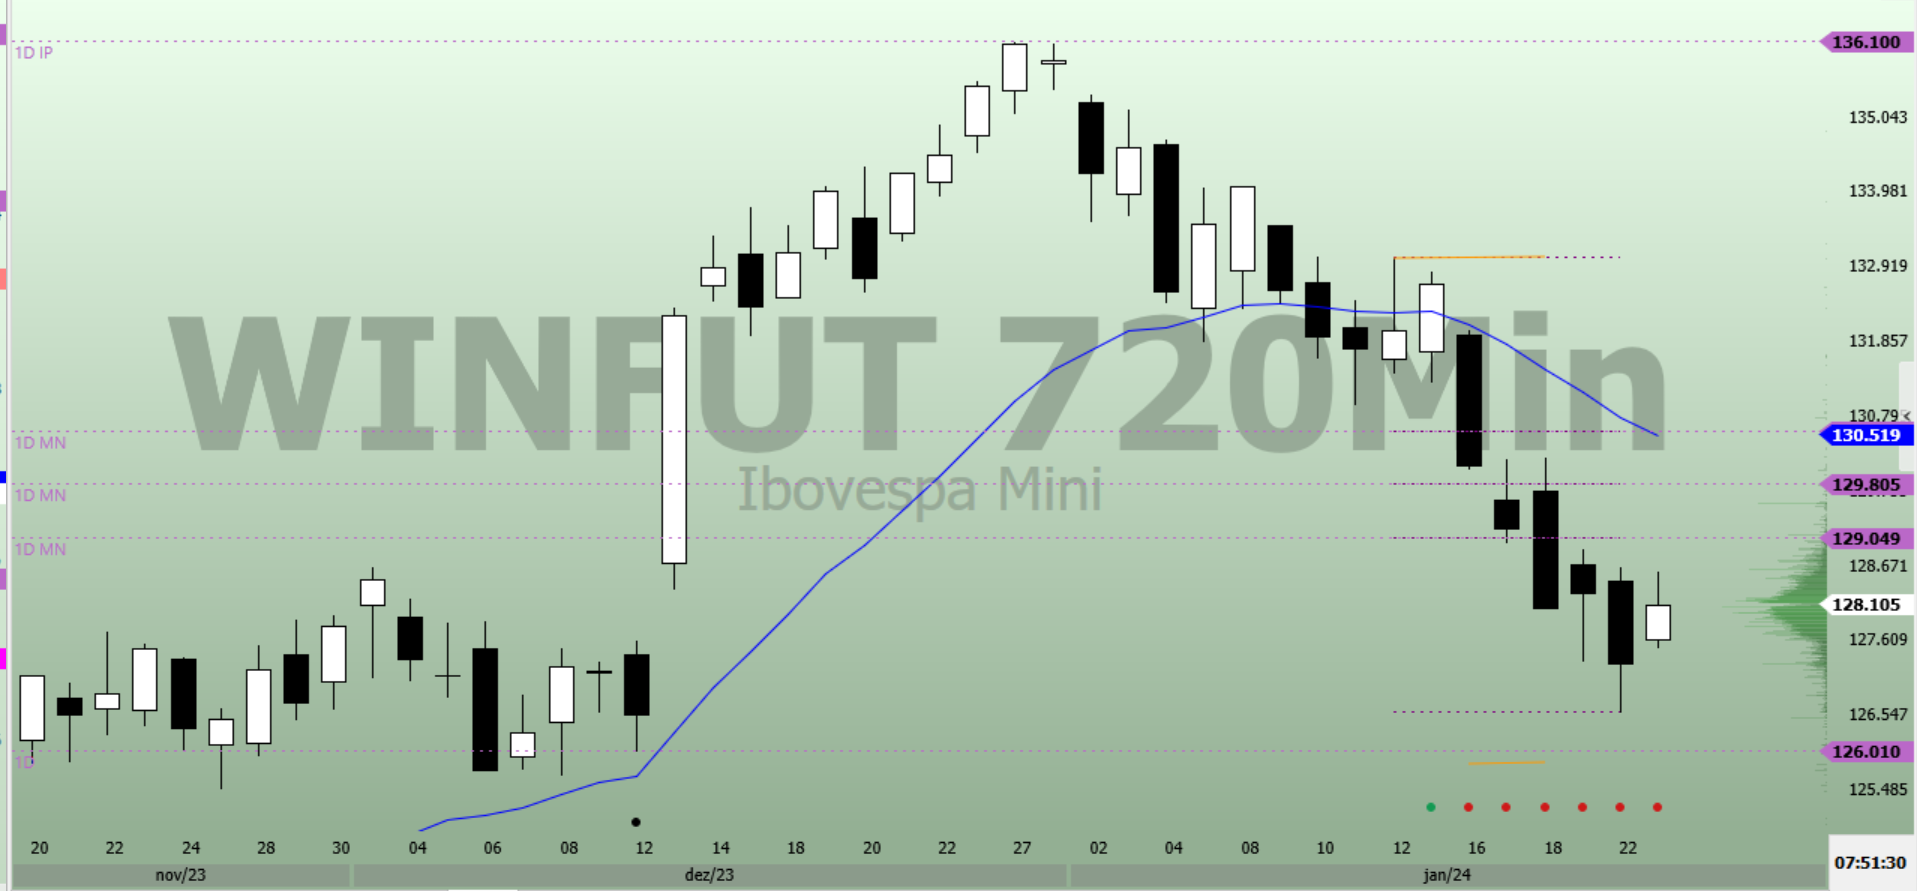 1D IP
136.100
135.043
133.981
132.919
131.857
130.79
1D MN
130.519
1D MN
129.805
1D MN
129.049
128.671
128.105
127.609
126.547
1D
126.010
125.485
WINFUT 720Min
Ibovespa Mini
20 22 24 28 30 04 06 08 12 14 18 20 22 27 02 04 08 10 12 16 18 22
nov/23 dez/23 jan/24
07:51:30